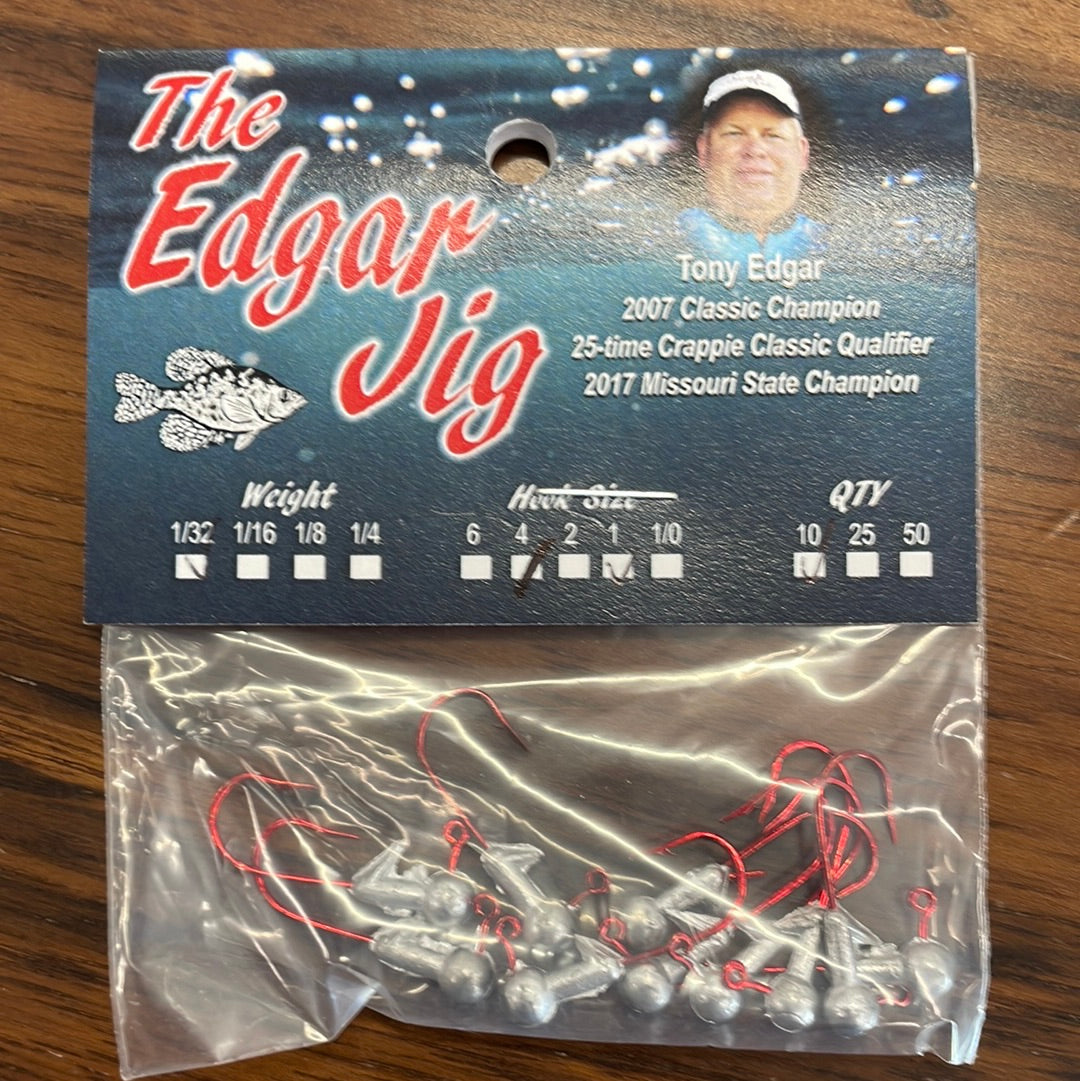 The
Edgar
Jig
Tony Edgar
2007 Classic Champion
25-time Crappie Classic Qualifier
2017 Missouri State Champion
Weight
1/32 1/16 1/8 1/4
Hook Size
6 4 2 1 1/0
QTY
10 25 50